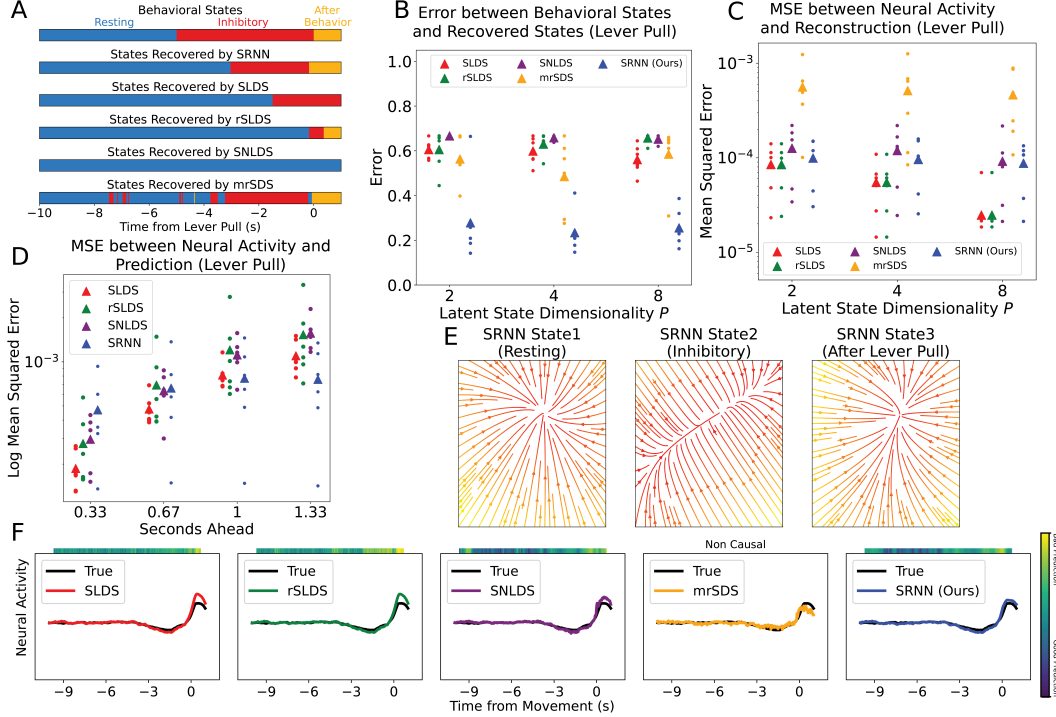 A
Behavioral States
Resting
Inhibitory
After
Behavior
States Recovered by SRNN
States Recovered by SLDS
States Recovered by rSLDS
States Recovered by SNLDS
States Recovered by mrSDS
−10 −8 −6 −4 −2 0
Time from Lever Pull (s)
B
Error between Behavioral States
and Recovered States (Lever Pull)
1.0
0.8
0.6
0.4
0.2
0.0
Error
SLDS
rSLDS
SNLDS
mrSDS
SRNN (Ours)
2 4 8
Latent State Dimensionality P
C
MSE between Neural Activity
and Reconstruction (Lever Pull)
10⁻³
10⁻⁴
10⁻⁵
Mean Squared Error
SLDS
rSLDS
SNLDS
mrSDS
SRNN (Ours)
2 4 8
Latent State Dimensionality P
D
MSE between Neural Activity and
Prediction (Lever Pull)
SLDS
rSLDS
SNLDS
SRNN
10⁻³
Log Mean Squared Error
0.33 0.67 1 1.33
Seconds Ahead
E
SRNN State1
(Resting)
SRNN State2
(Inhibitory)
SRNN State3
(After Lever Pull)
F
Neural Activity
True
SLDS
−9 −6 −3 0
True
rSLDS
−9 −6 −3 0
True
SNLDS
−9 −6 −3 0
Non Causal
True
mrSDS
−9 −6 −3 0
True
SRNN (Ours)
−9 −6 −3 0
Time from Movement (s)